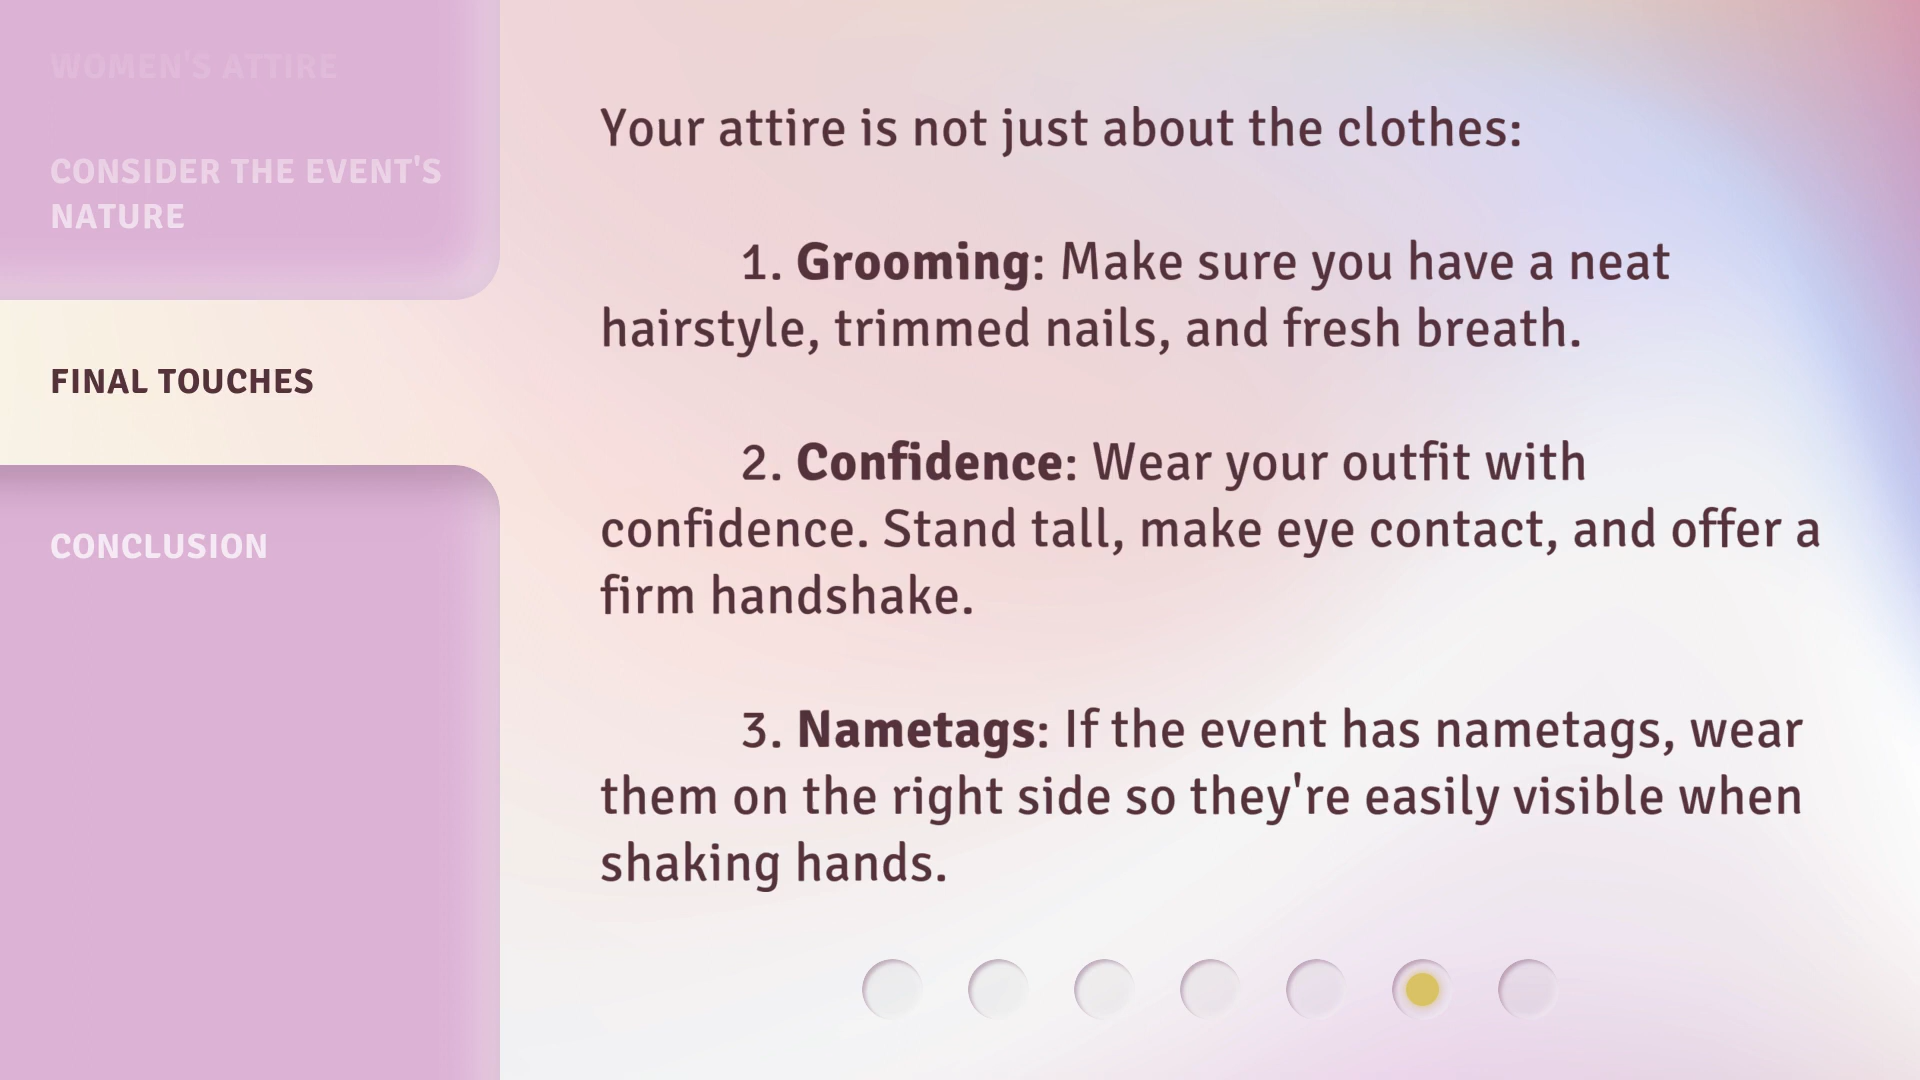 WOMEN'S ATTIRE
CONSIDER THE EVENT'S
NATURE
FINAL TOUCHES
CONCLUSION
Your attire is not just about the clothes:
1. Grooming: Make sure you have a neat
hairstyle, trimmed nails, and fresh breath.
2. Confidence: Wear your outfit with
confidence. Stand tall, make eye contact, and offer a
firm handshake.
3. Nametags: If the event has nametags, wear
them on the right side so they're easily visible when
shaking hands.